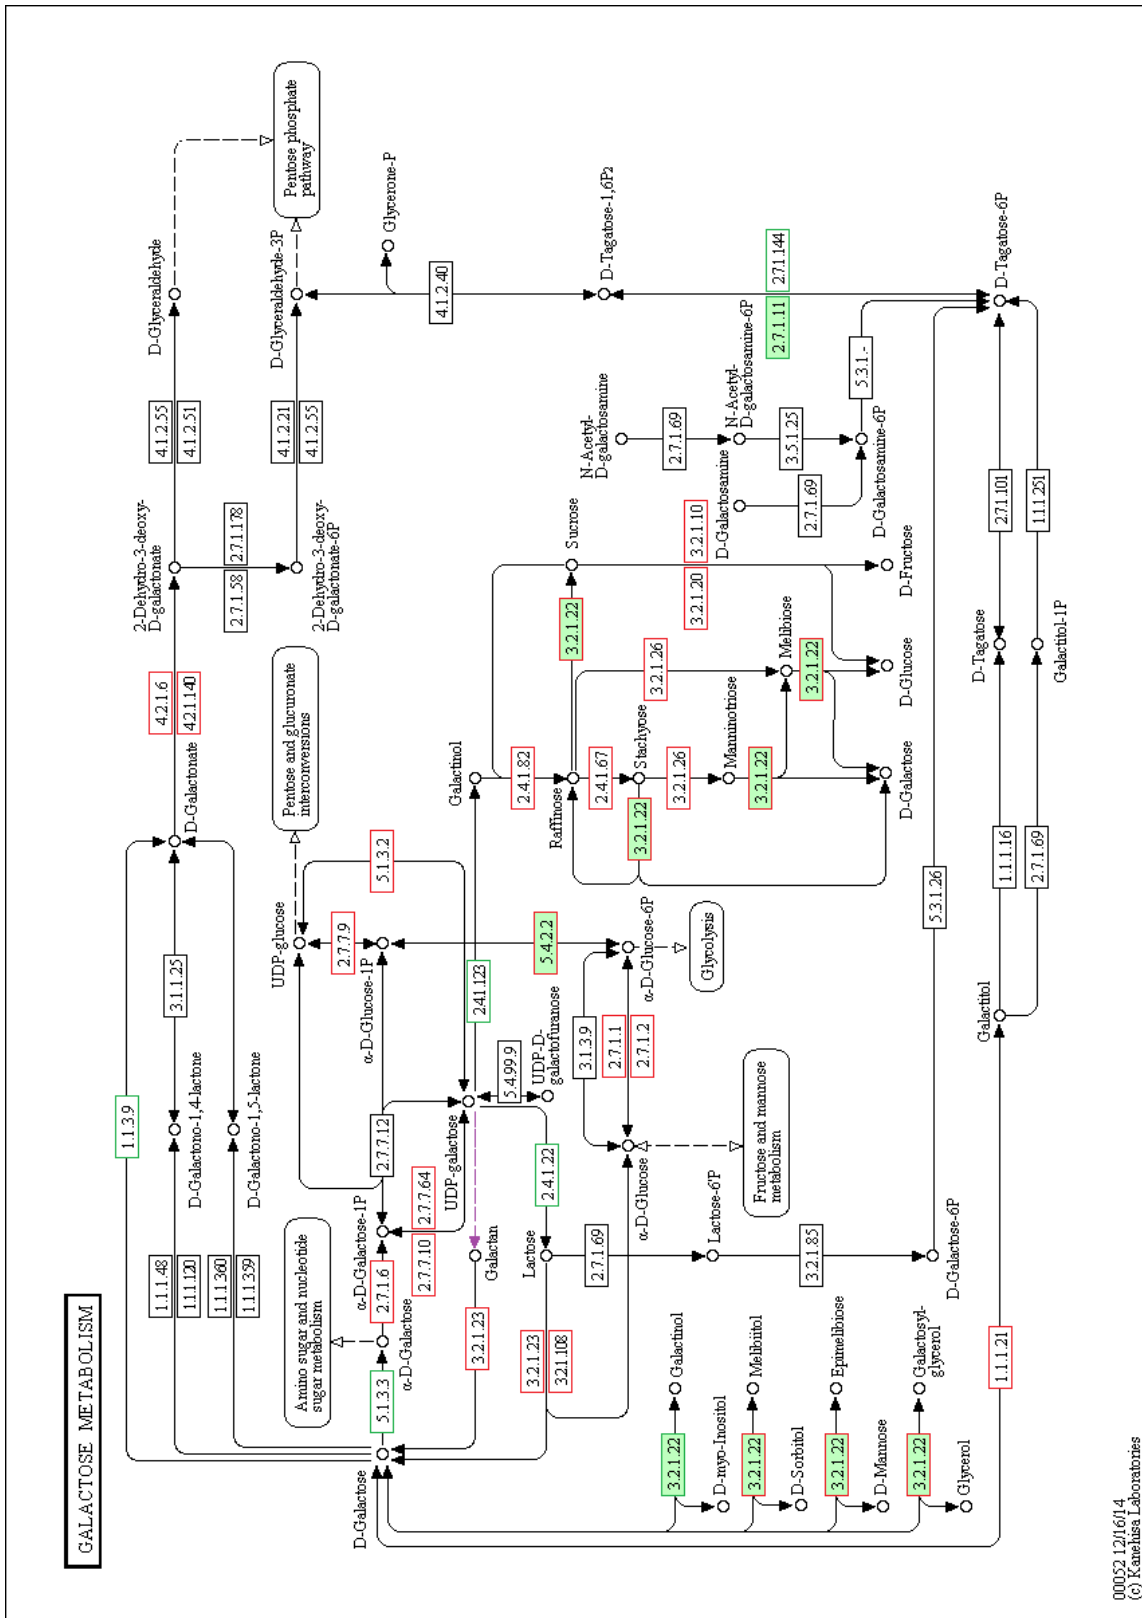 GALACTOSE METABOLISM
1.1.3.9
1.1.1.48
1.1.1.120
D-Galactono-1,4-lactone
3.1.1.25
1.1.1.360
1.1.1.339
D-Galactono-1,5-lactone
D-Galactonate
4.2.1.6
4.2.1.140
2-Dehydro-3-deoxy-
D-galactonate
4.1.2.55
4.1.2.51
D-Glyceraldehyde
2.7.1.58
2.7.1.178
2-Dehydro-3-deoxy-
D-galactonate-6P
4.1.2.21
4.1.2.55
D-Glyceraldehyde-3P
Pentose phosphate
pathway
Amino sugar and nucleotide
sugar metabolism
Pentose and glucuronate
interconversions
UDP-glucose
2.7.7.9
5.1.3.2
D-Galactose
5.1.3.3
α-D-Galactose
2.7.1.6
α-D-Galactose-1P
2.7.7.12
α-D-Glucose-1P
2.7.7.10
2.7.7.64
UDP-galactose
Glycerone-P
4.1.2.40
3.2.1.23
Galactan
2.4.1.123
Galactinol
5.4.99.9
UDP-D-
galactofuranose
5.4.2.2
2.4.1.82
3.2.1.23
3.2.1.108
Lactose
2.4.1.22
Raffinose
3.2.1.22
Sucrose
D-Tagatose-1,6P2
3.1.3.9
2.7.1.1
2.7.1.2
α-D-Glucose
α-D-Glucose-6P
2.4.1.67
Stachyose
3.2.1.22
3.2.1.26
3.2.1.26
N-Acetyl-
D-galactosamine
2.7.1.69
2.7.1.69
Lactose-6'P
Fructose and mannose
metabolism
Glycolysis
Manninotriose
3.2.1.20
3.2.1.10
D-Galactosamine
N-Acetyl-
D-galactosamine-6P
2.7.1.11
2.7.1.144
3.2.1.22
Melibiose
3.2.1.22
3.5.1.25
2.7.1.69
3.2.1.85
D-Galactose
D-Glucose
D-Fructose
D-Galactosamine-6P
5.3.1.-
3.2.1.22
Galactinol
D-myo-Inositol
3.2.1.22
Melibiitol
D-Sorbitol
3.2.1.22
Epimelibiose
D-Mannose
3.2.1.22
Galactosyl-
glycerol
Glycerol
D-Galactose-6P
5.3.1.26
1.1.1.21
Galactitol
1.1.1.16
D-Tagatose
2.7.1.101
D-Tagatose-6P
2.7.1.69
Galactitol-1P
1.1.1.251
00052 12/16/14
(c) Kanehisa Laboratories